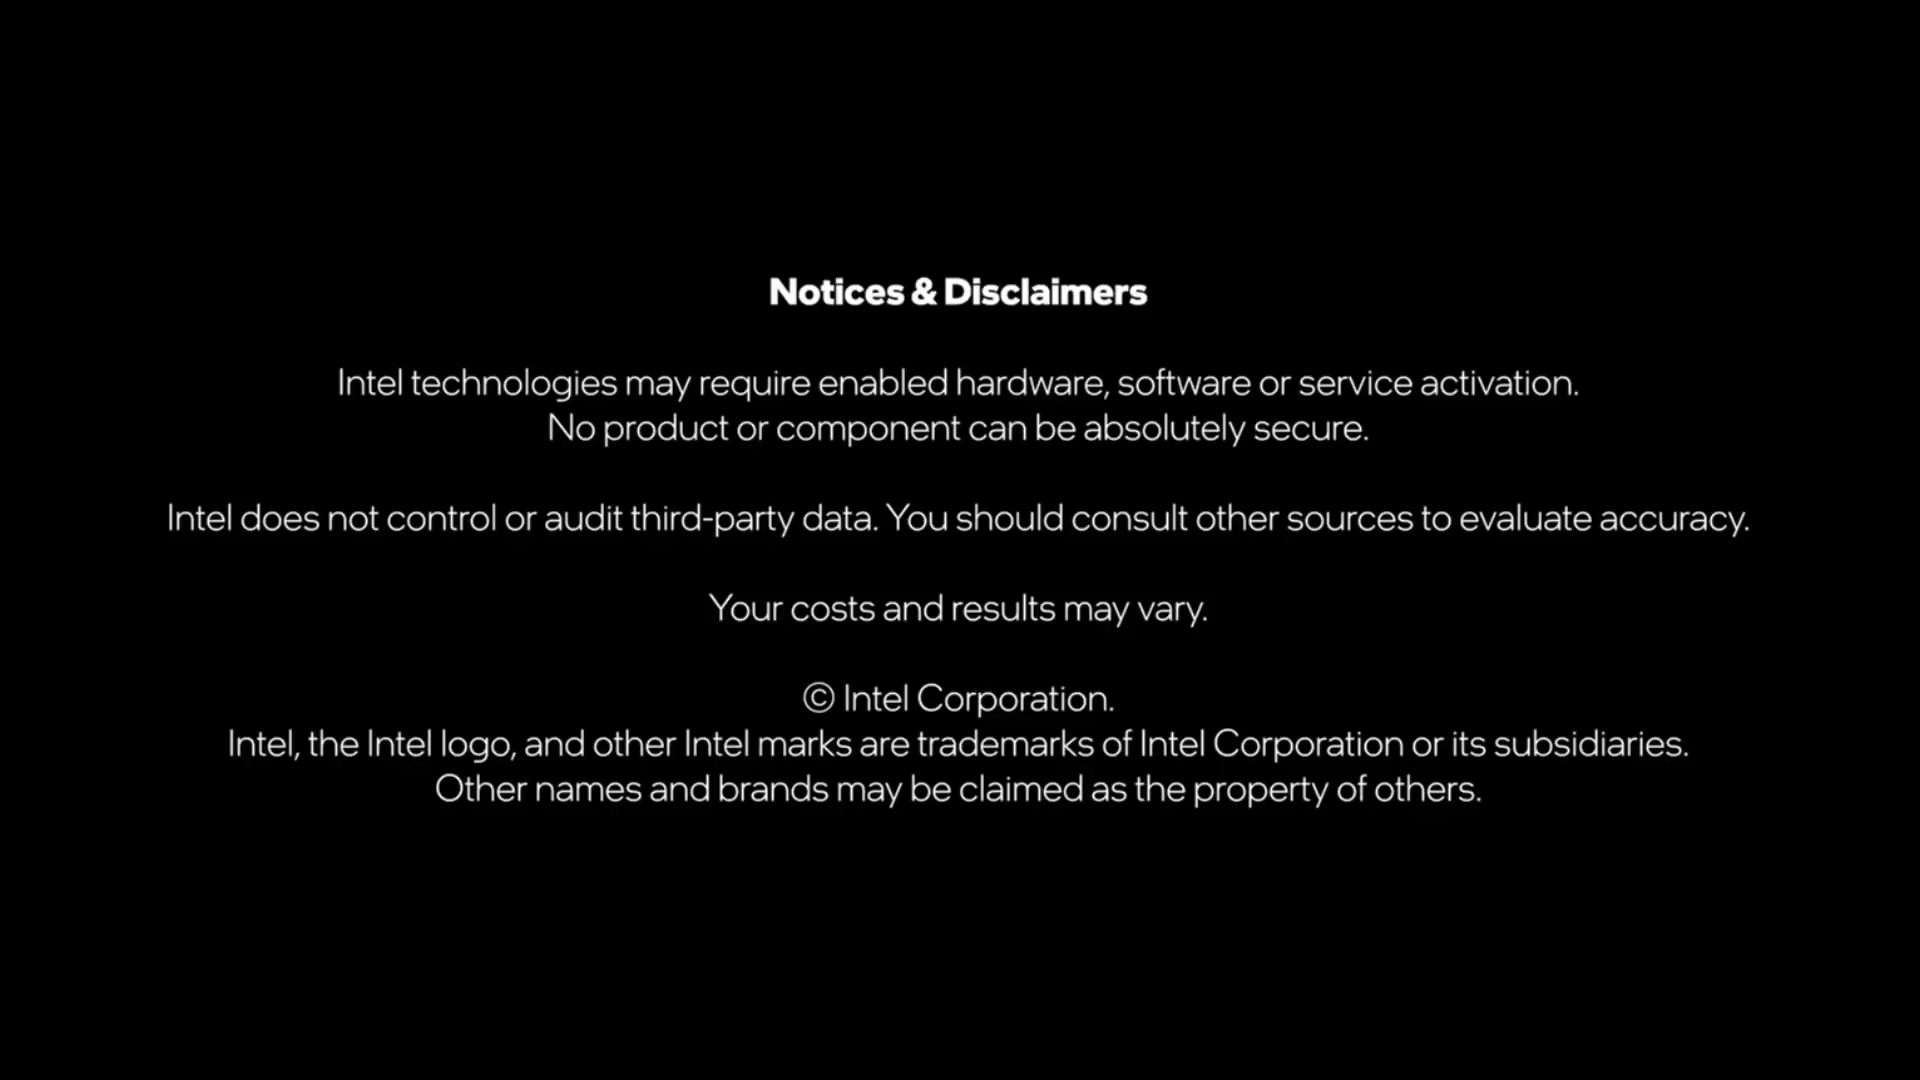 Notices & Disclaimers
Intel technologies may require enabled hardware, software or service activation.
No product or component can be absolutely secure.
Intel does not control or audit third-party data. You should consult other sources to evaluate accuracy.
Your costs and results may vary.
© Intel Corporation.
Intel, the Intel logo, and other Intel marks are trademarks of Intel Corporation or its subsidiaries.
Other names and brands may be claimed as the property of others.